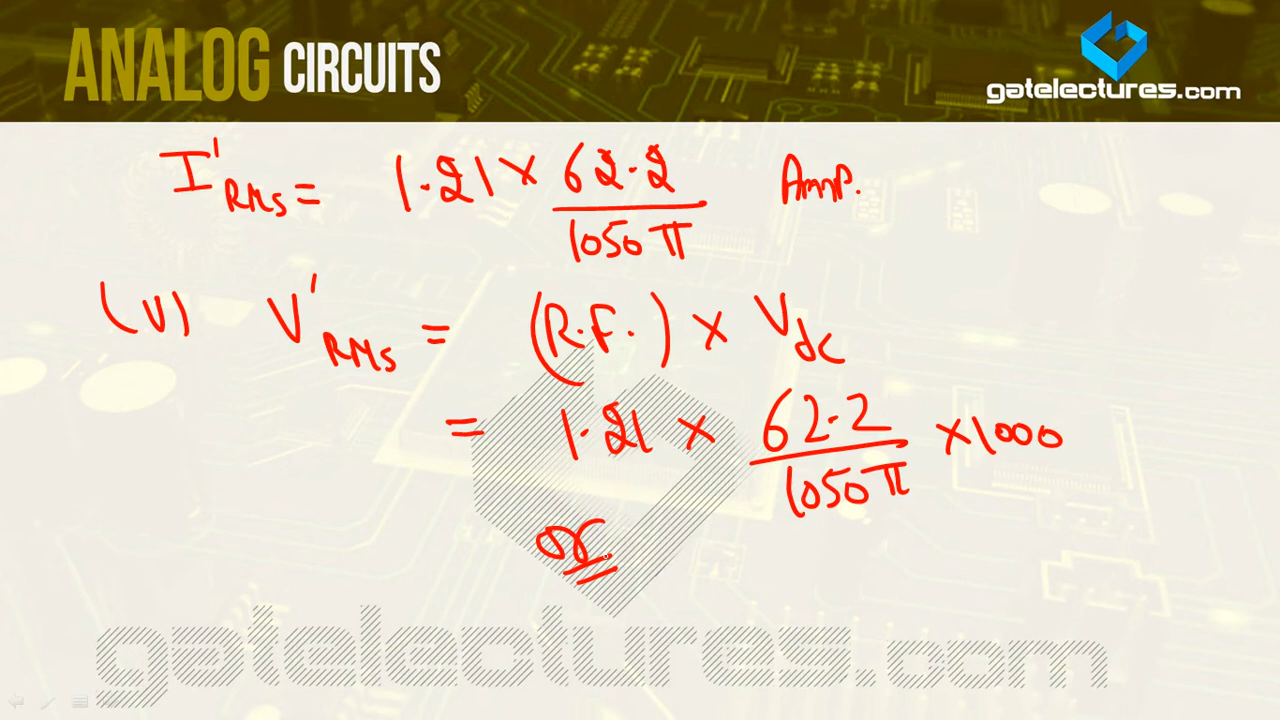 ANALOG CIRCUITS
gatelectures.com
I'RMS = 1.21 × 62.2/1050π Amp.
(V) V'RMS = (R.F.) × Vdc
= 1.21 × 62.2/1050π ×1000
or
gatelectures.com